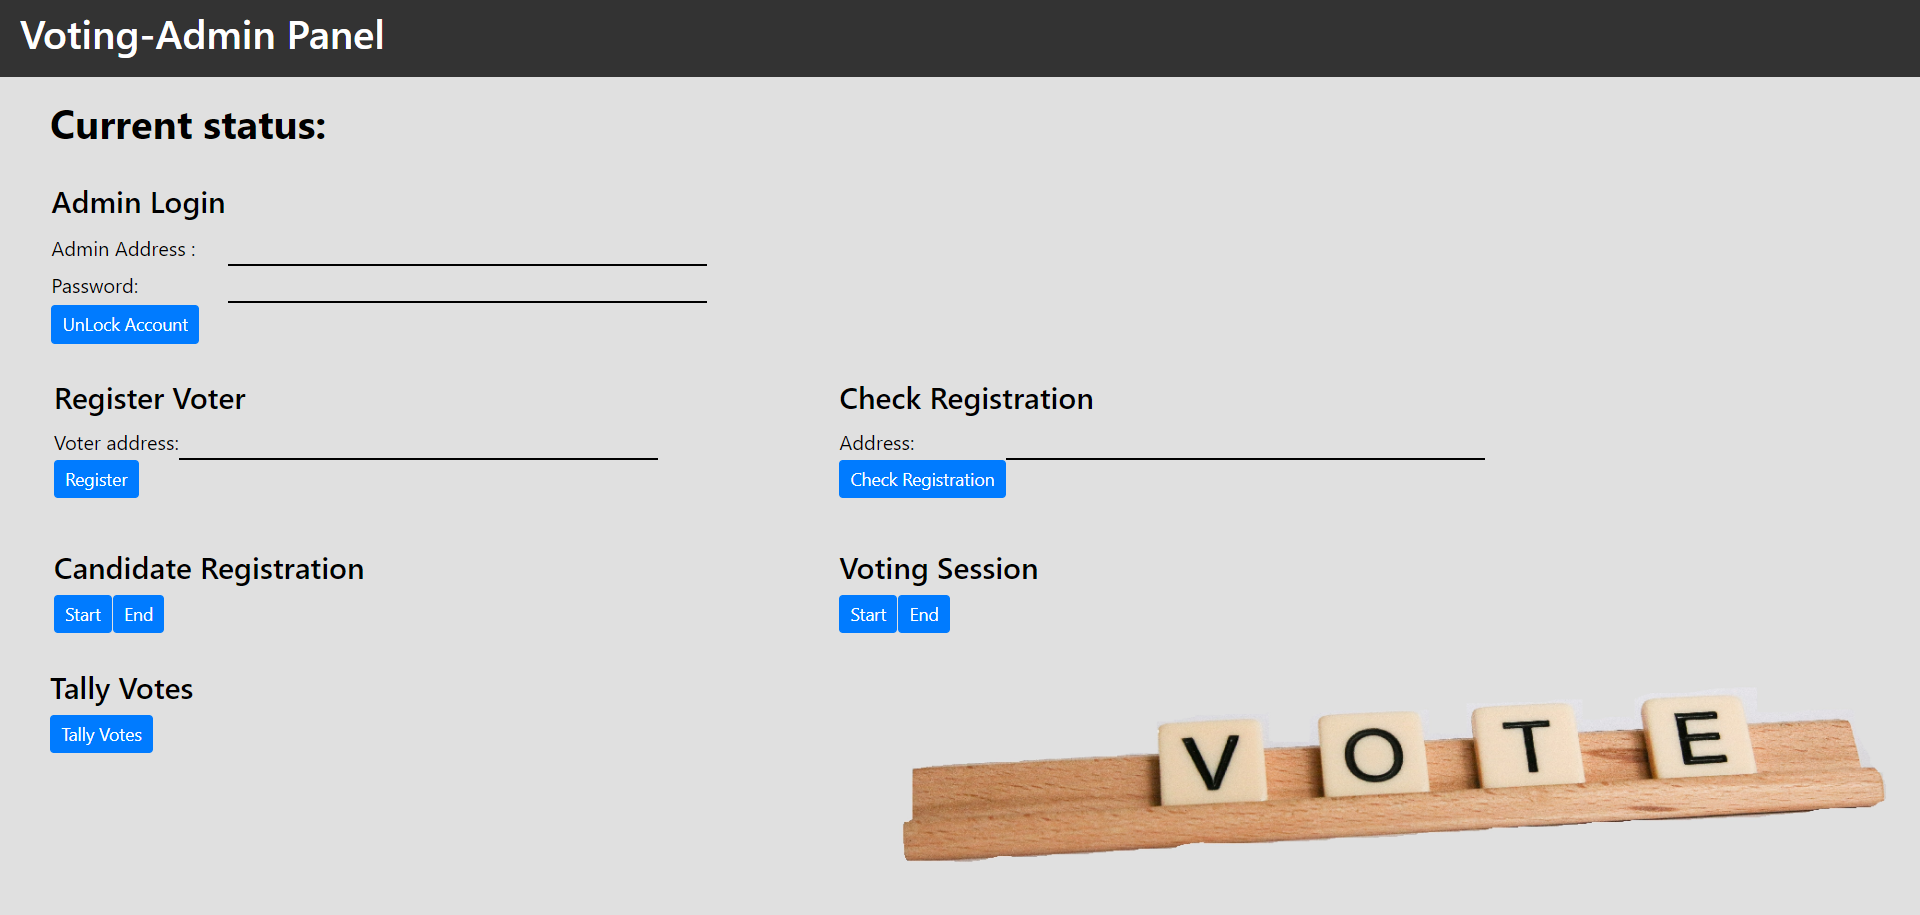 Voting-Admin Panel
Current status:
Admin Login
Admin Address :
Password:
UnLock Account
Register Voter
Voter address:
Register
Check Registration
Address:
Check Registration
Candidate Registration
Start End
Voting Session
Start End
Tally Votes
Tally Votes
VOTE